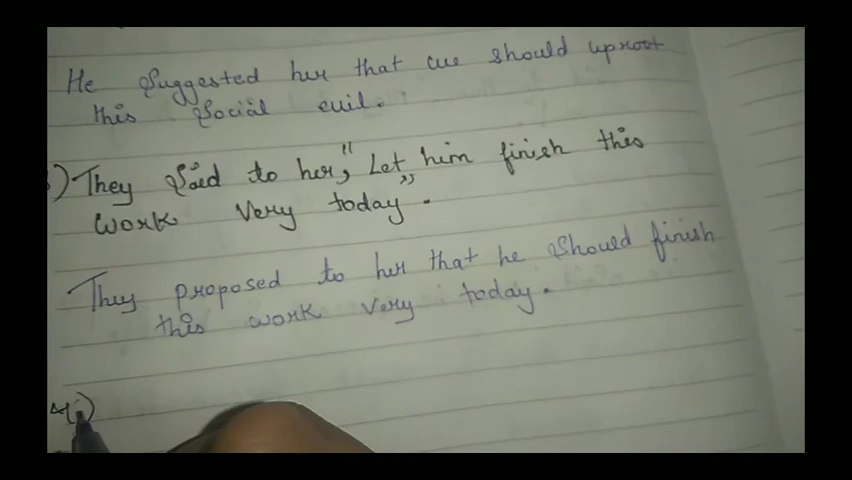 He suggested her that we should uproot
this social evil.
) They said to her, "Let him finish this
work very today".
They proposed to her that he should finish
this work very today.
4()